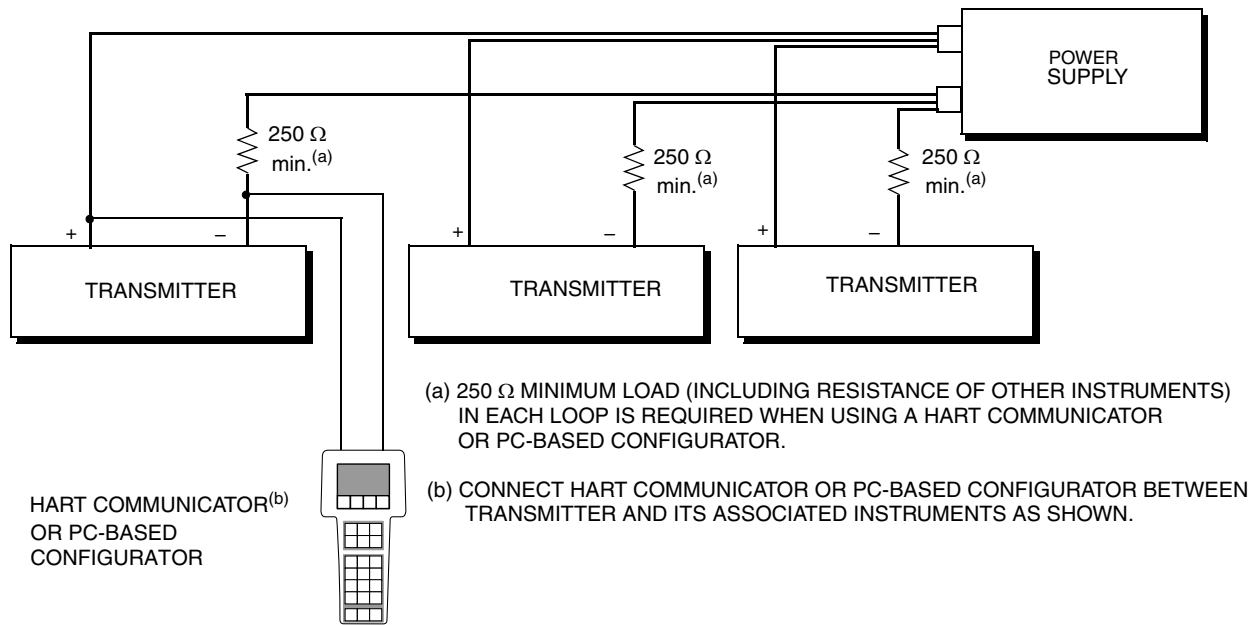 POWER
SUPPLY
250 Ω
min.(a)
250 Ω
min.(a)
250 Ω
min.(a)
+
–
+
–
+
–
TRANSMITTER
TRANSMITTER
TRANSMITTER
(a) 250 Ω MINIMUM LOAD (INCLUDING RESISTANCE OF OTHER INSTRUMENTS)
IN EACH LOOP IS REQUIRED WHEN USING A HART COMMUNICATOR
OR PC-BASED CONFIGURATOR.
(b) CONNECT HART COMMUNICATOR OR PC-BASED CONFIGURATOR BETWEEN
TRANSMITTER AND ITS ASSOCIATED INSTRUMENTS AS SHOWN.
HART COMMUNICATOR(b)
OR PC-BASED
CONFIGURATOR